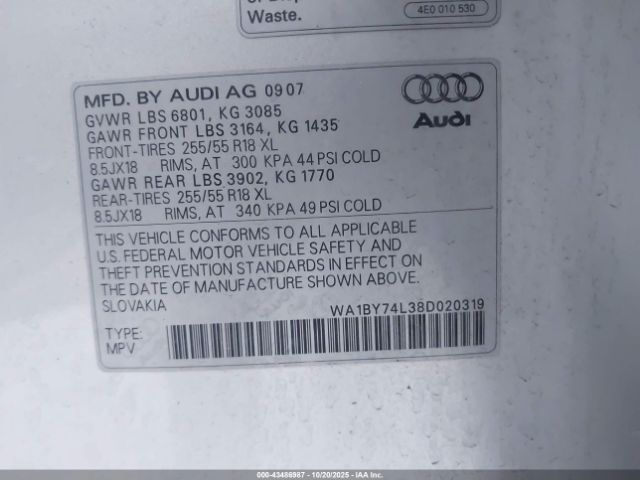 Waste.
4E0 010 530
MFD. BY AUDI AG 09 07
GVWR LBS 6801, KG 3085
GAWR FRONT LBS 3164, KG 1435
FRONT-TIRES 255/55 R18 XL
8.5JX18 RIMS, AT 300 KPA 44 PSI COLD
GAWR REAR LBS 3902, KG 1770
REAR-TIRES 255/55 R18 XL
8.5JX18 RIMS, AT 340 KPA 49 PSI COLD
Audi
THIS VEHICLE CONFORMS TO ALL APPLICABLE
U.S. FEDERAL MOTOR VEHICLE SAFETY AND
THEFT PREVENTION STANDARDS IN EFFECT ON
THE DATE OF MANUFACTURE SHOWN ABOVE.
SLOVAKIA
WA1BY74L38D020319
TYPE:
MPV
000-43486987 - 10/20/2025 - IAA Inc.